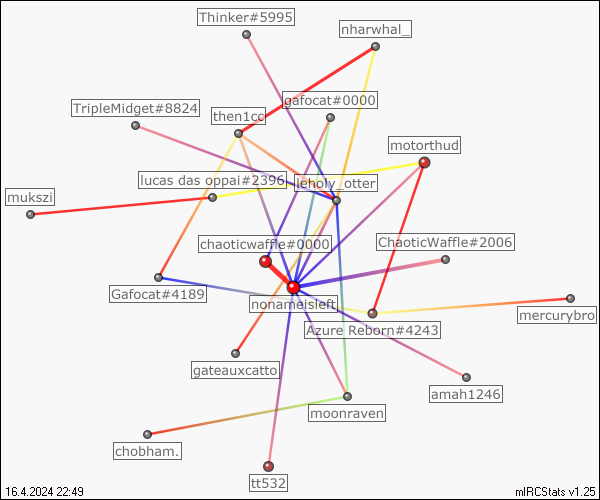 Thinker#5995
nharwhal_
gafocat#0000
TripleMidget#8824
then1cc
motorthud
lucas das oppai#2396
leholy_otter
mukszi
chaoticwaffle#0000
ChaoticWaffle#2006
Gafocat#4189
nonameisleft
mercurybro
Azure Reborn#4243
gateauxcatto
amah1246
moonraven
chobham.
tt532
16.4.2024 22:49
mIRCStats v1.25